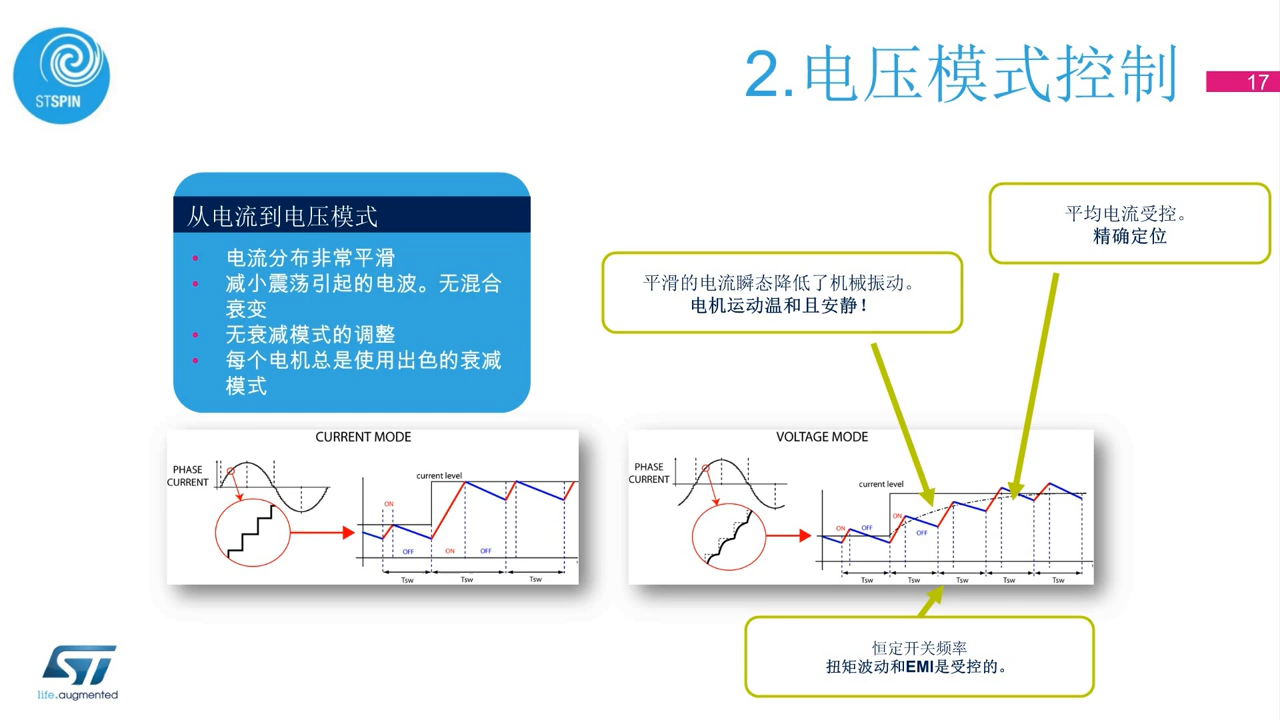 2.电压模式控制
17
STSPIN
从电流到电压模式
• 电流分布非常平滑
• 减小震荡引起的电波。无混合
衰变
• 无衰减模式的调整
• 每个电机总是使用出色的衰减
模式
平滑的电流瞬态降低了机械振动。
电机运动温和且安静！
平均电流受控。
精确定位
CURRENT MODE
PHASE
CURRENT
current level
ON
OFF
ON
OFF
Tsw
Tsw
Tsw
VOLTAGE MODE
PHASE
CURRENT
current level
ON
OFF
ON
OFF
Tsw
Tsw
Tsw
Tsw
Tsw
恒定开关频率
扭矩波动和EMI是受控的。
ST
life.augmented